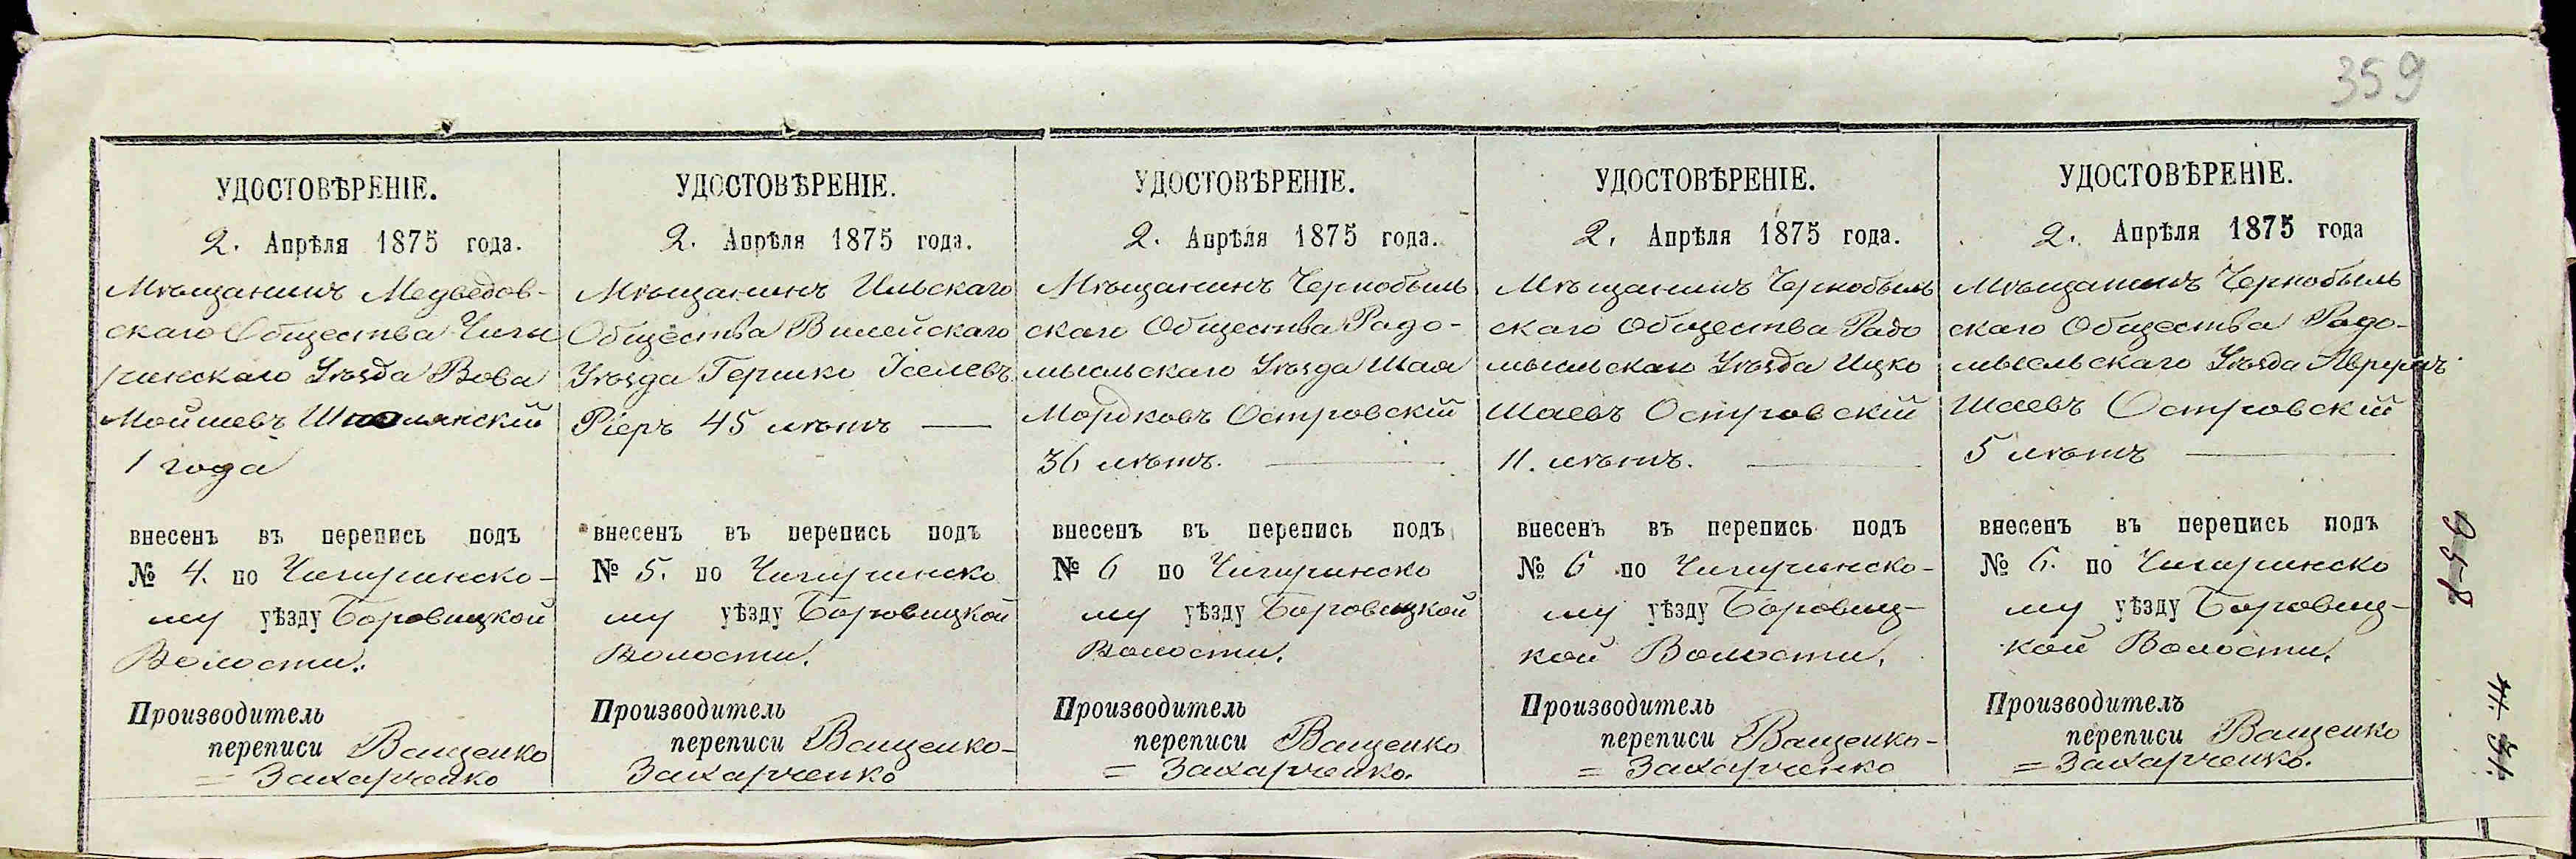 359
УДОСТОВѢРЕНІЕ.
2. Апрѣля 1875 года.
Мѣщанинъ Медведов-
скаго Общества Чиги
ринскаго Уѣзда Вова
Мойшевъ Шполянскій
1 года
внесенъ въ перепись подъ
№ 4. по Чигиринско-
му уѣзду Боровицкой
Волости.
Производитель
переписи Ващенко
= Захарченко
УДОСТОВѢРЕНІЕ.
2. Апрѣля 1875 года.
Мѣщанинъ Ильскаго
Общества Вилейскаго
Уѣзда Гершко Іселевъ
Ріеръ 45 лѣтъ —
внесенъ въ перепись подъ
№ 5. по Чигиринско
му уѣзду Боровицкой
Волости.
Производитель
переписи Ващенко-
Захарченко
УДОСТОВѢРЕНІЕ.
2. Апрѣля 1875 года.
Мѣщанинъ Чернобыль
скаго Общества Радо-
мысльскаго Уѣзда Шая
Мордковъ Островскій
36 лѣтъ. —
внесенъ въ перепись подъ
№ 6 по Чигиринско
му уѣзду Боровицкой
Волости.
Производитель
переписи Ващенко
= Захарченко.
УДОСТОВѢРЕНІЕ.
2. Апрѣля 1875 года.
Мѣщанинъ Чернобыль
скаго Общества Радо
мысльскаго Уѣзда Ицко
Шаевъ Островскій
11. лѣтъ. —
внесенъ въ перепись подъ
№ 6 по Чигиринско-
му уѣзду Боровиц-
кой Волости.
Производитель
переписи Ващенко-
= Захарченко
УДОСТОВѢРЕНІЕ.
2. Апрѣля 1875 года
Мѣщанинъ Чернобыль
скаго Общества Радо-
мысльскаго Уѣзда Аврумъ
Шаевъ Островскій
5 лѣтъ —
внесенъ въ перепись подъ
№ 6. по Чигиринско
му уѣзду Боровиц-
кой Волости.
Производитель
переписи Ващенко
= Захарченко.